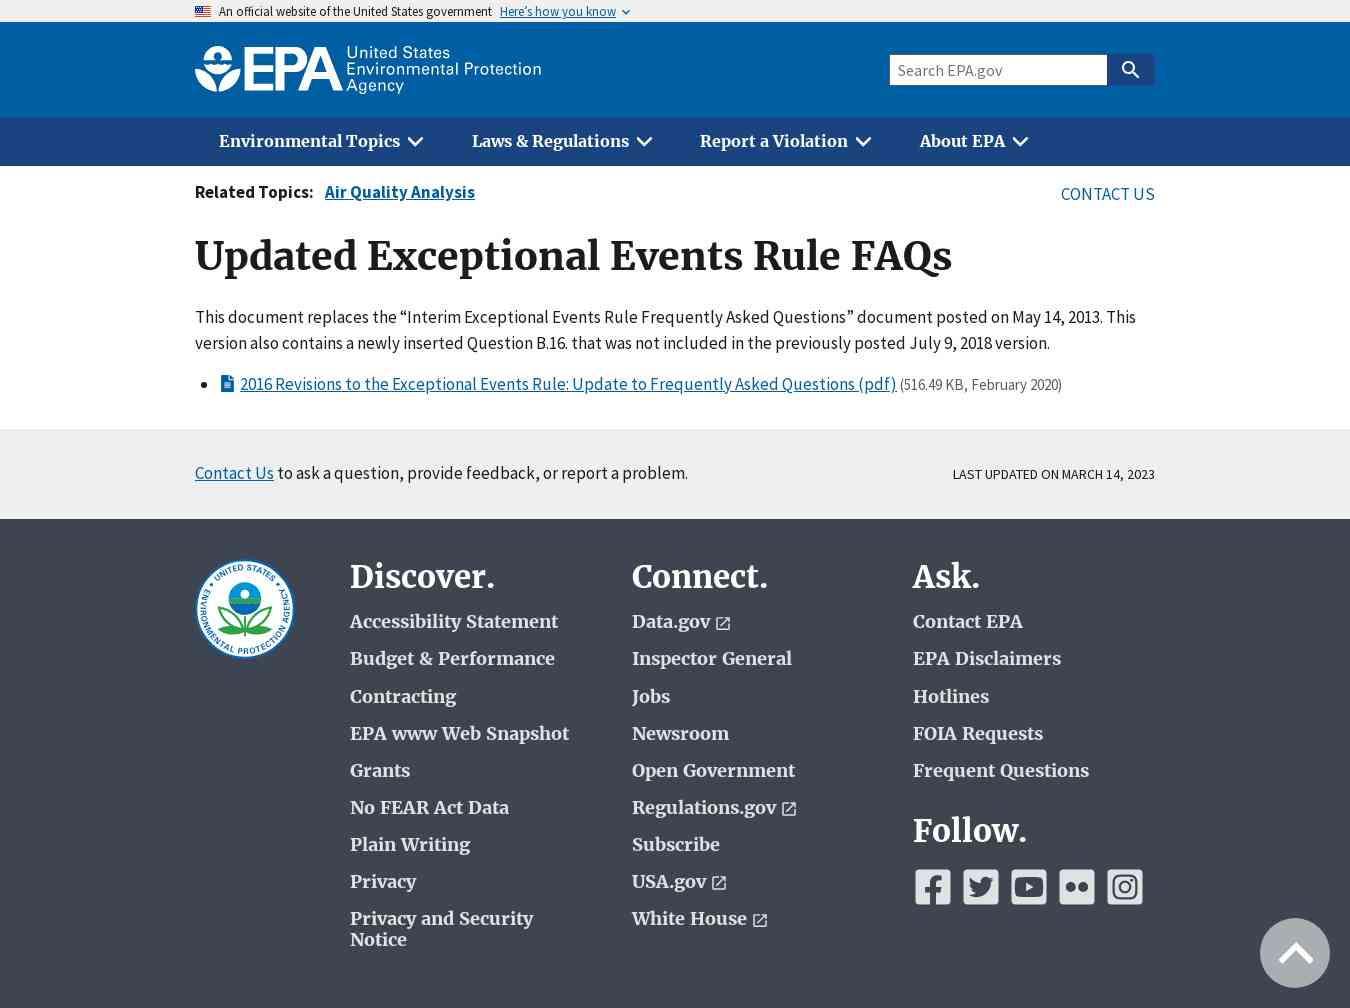 An official website of the United States government Here's how you know
EPA United States
Environmental Protection
Agency
Search EPA.gov
Environmental Topics Laws & Regulations Report a Violation About EPA
Related Topics: Air Quality Analysis
CONTACT US
Updated Exceptional Events Rule FAQs
This document replaces the “Interim Exceptional Events Rule Frequently Asked Questions” document posted on May 14, 2013. This
version also contains a newly inserted Question B.16. that was not included in the previously posted July 9, 2018 version.
2016 Revisions to the Exceptional Events Rule: Update to Frequently Asked Questions (pdf) (516.49 KB, February 2020)
Contact Us to ask a question, provide feedback, or report a problem.
LAST UPDATED ON MARCH 14, 2023
UNITED STATES
ENVIRONMENTAL PROTECTION AGENCY
Discover.
Accessibility Statement
Budget & Performance
Contracting
EPA www Web Snapshot
Grants
No FEAR Act Data
Plain Writing
Privacy
Privacy and Security
Notice
Connect.
Data.gov
Inspector General
Jobs
Newsroom
Open Government
Regulations.gov
Subscribe
USA.gov
White House
Ask.
Contact EPA
EPA Disclaimers
Hotlines
FOIA Requests
Frequent Questions
Follow.